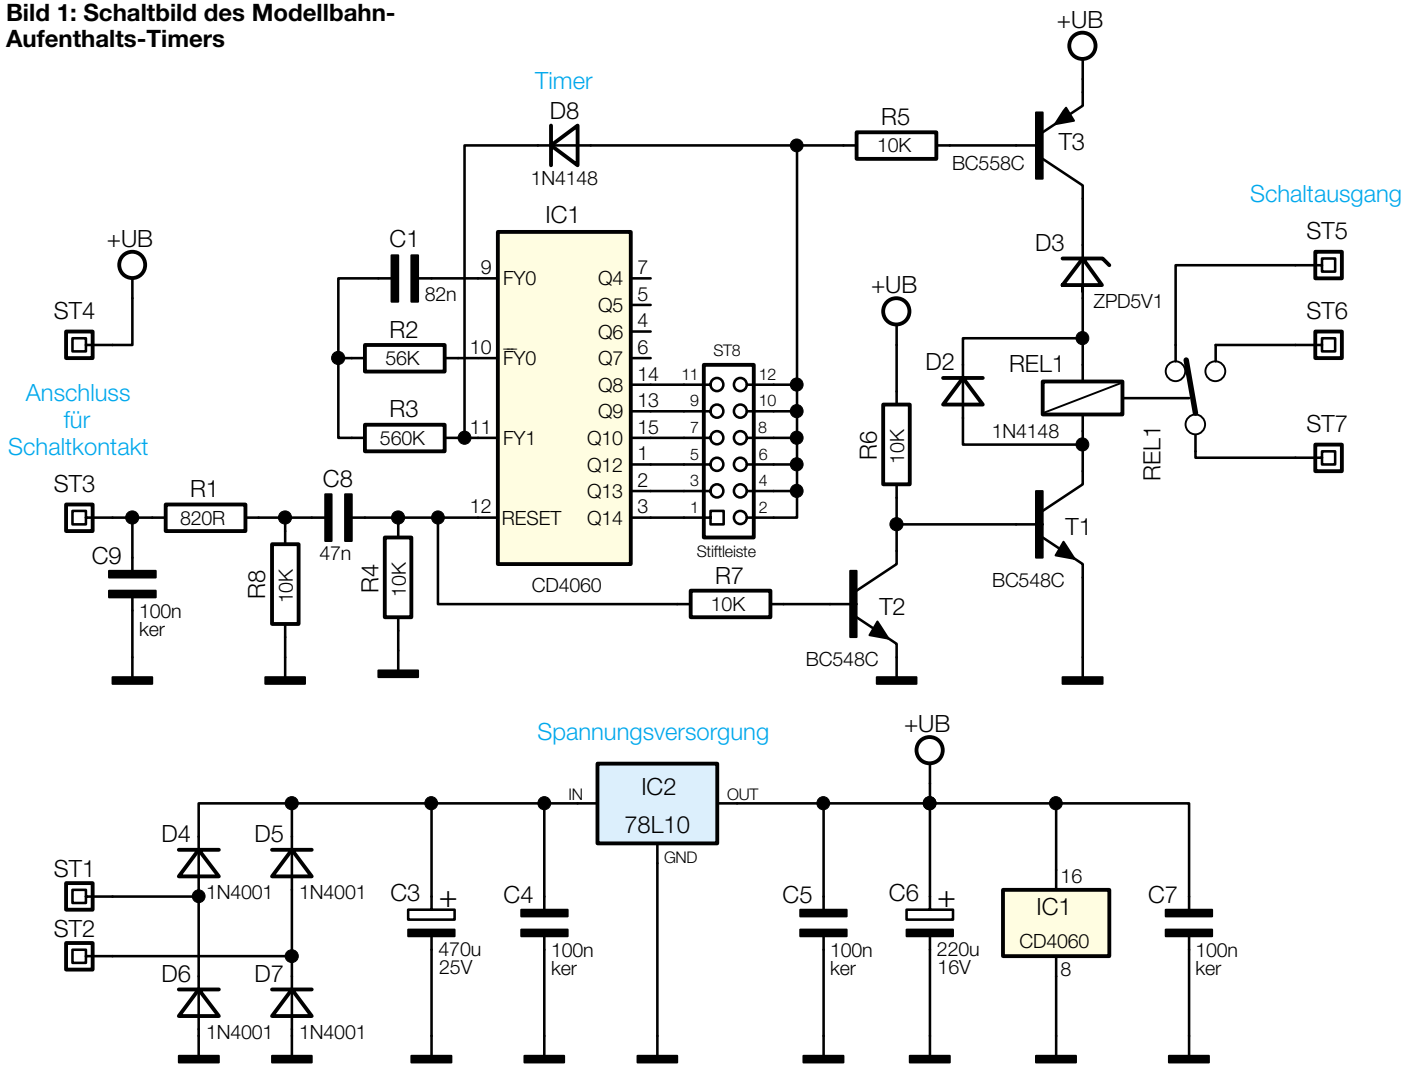 Bild 1: Schaltbild des Modellbahn-
Aufenthalts-Timers
+UB
Timer
D8
1N4148
R5
10K
BC558C
T3
Schaltausgang
ST5
ST6
ST7
IC1
C1
82n
R2
56K
R3
560K
9 FY0
10 F̅Y0
11 FY1
12 RESET
Q4 7
Q5 5
Q6 4
Q7 6
Q8 14
Q9 13
Q10 15
Q12 1
Q13 2
Q14 3
CD4060
ST8
11 12
9 10
7 8
5 6
3 4
1 2
Stiftleiste
+UB
ST4
Anschluss
für
Schaltkontakt
ST3
R1
820R
C8
47n
C9
100n
ker
R8
10K
R4
10K
R7
10K
+UB
R6
10K
T2
BC548C
D3
ZPD5V1
D2
1N4148
REL1
REL1
T1
BC548C
Spannungsversorgung
+UB
IN
IC2
78L10
OUT
GND
D4
1N4001
D5
1N4001
ST1
ST2
D6
1N4001
D7
1N4001
C3
+
470u
25V
C4
100n
ker
C5
100n
ker
C6
+
220u
16V
16
IC1
CD4060
8
C7
100n
ker